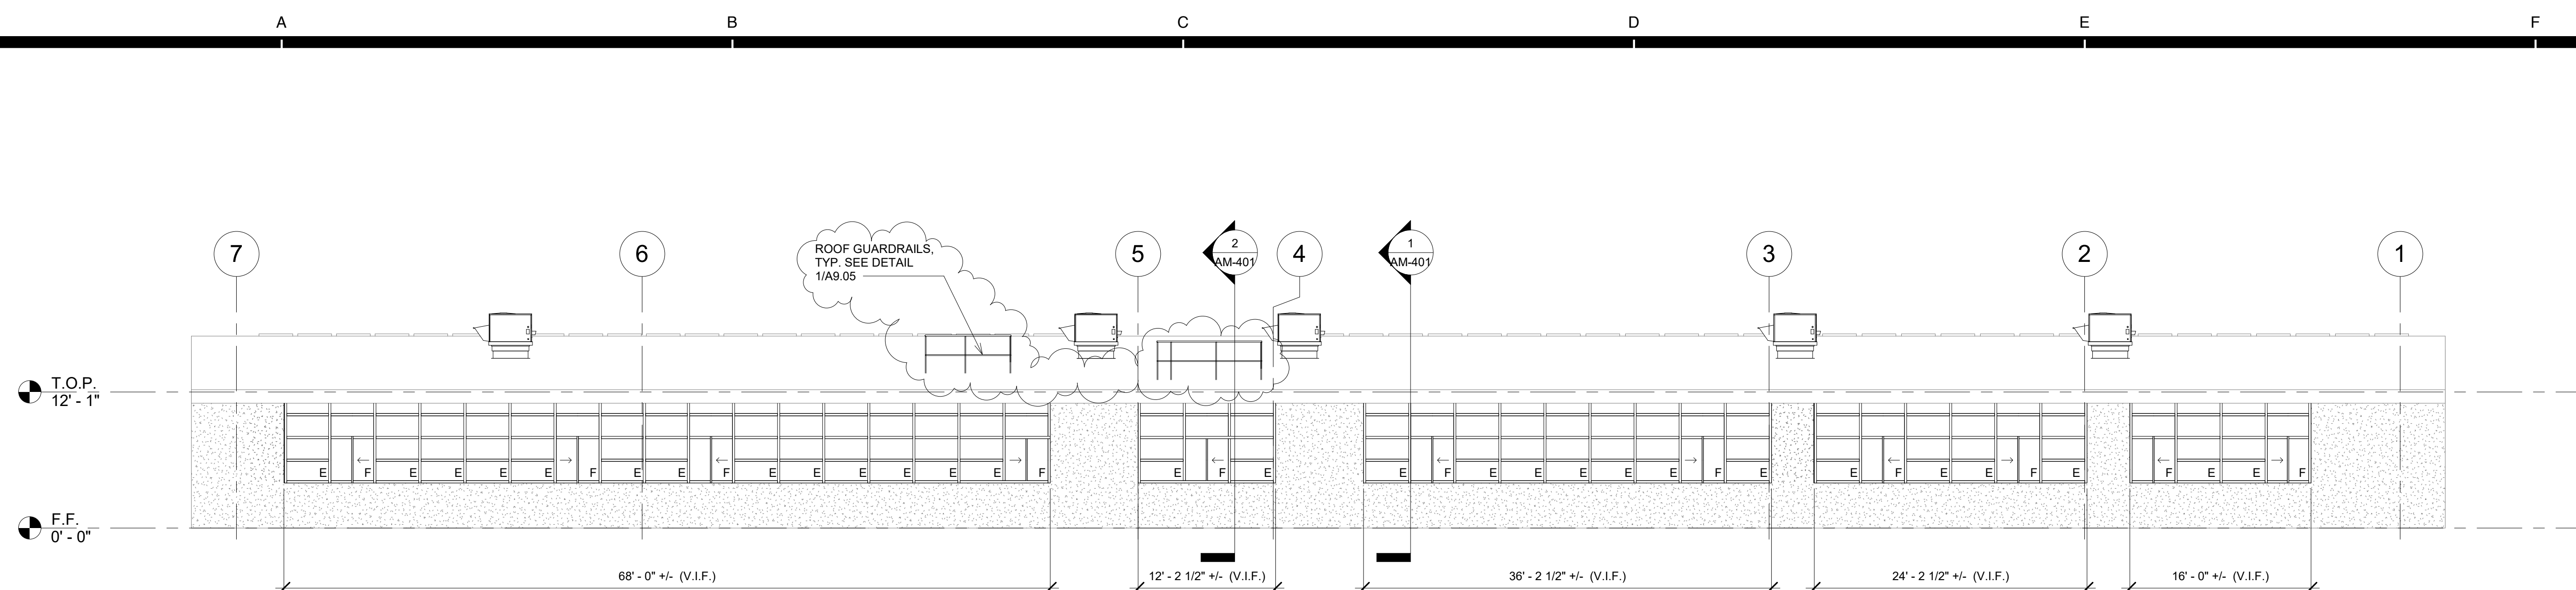 A B C D E F
ROOF GUARDRAILS,
TYP. SEE DETAIL
1/A9.05
7 6 5 2 4 1 3 2 1
AM-401 AM-401
T.O.P.
12' - 1"
E F E E E E F E E F E E E E E E F
E F E
E F E E E E E F E
E F E E F E
F E E F
F.F.
0' - 0"
68' - 0" +/- (V.I.F.)
12' - 2 1/2" +/- (V.I.F.)
36' - 2 1/2" +/- (V.I.F.)
24' - 2 1/2" +/- (V.I.F.)
16' - 0" +/- (V.I.F.)